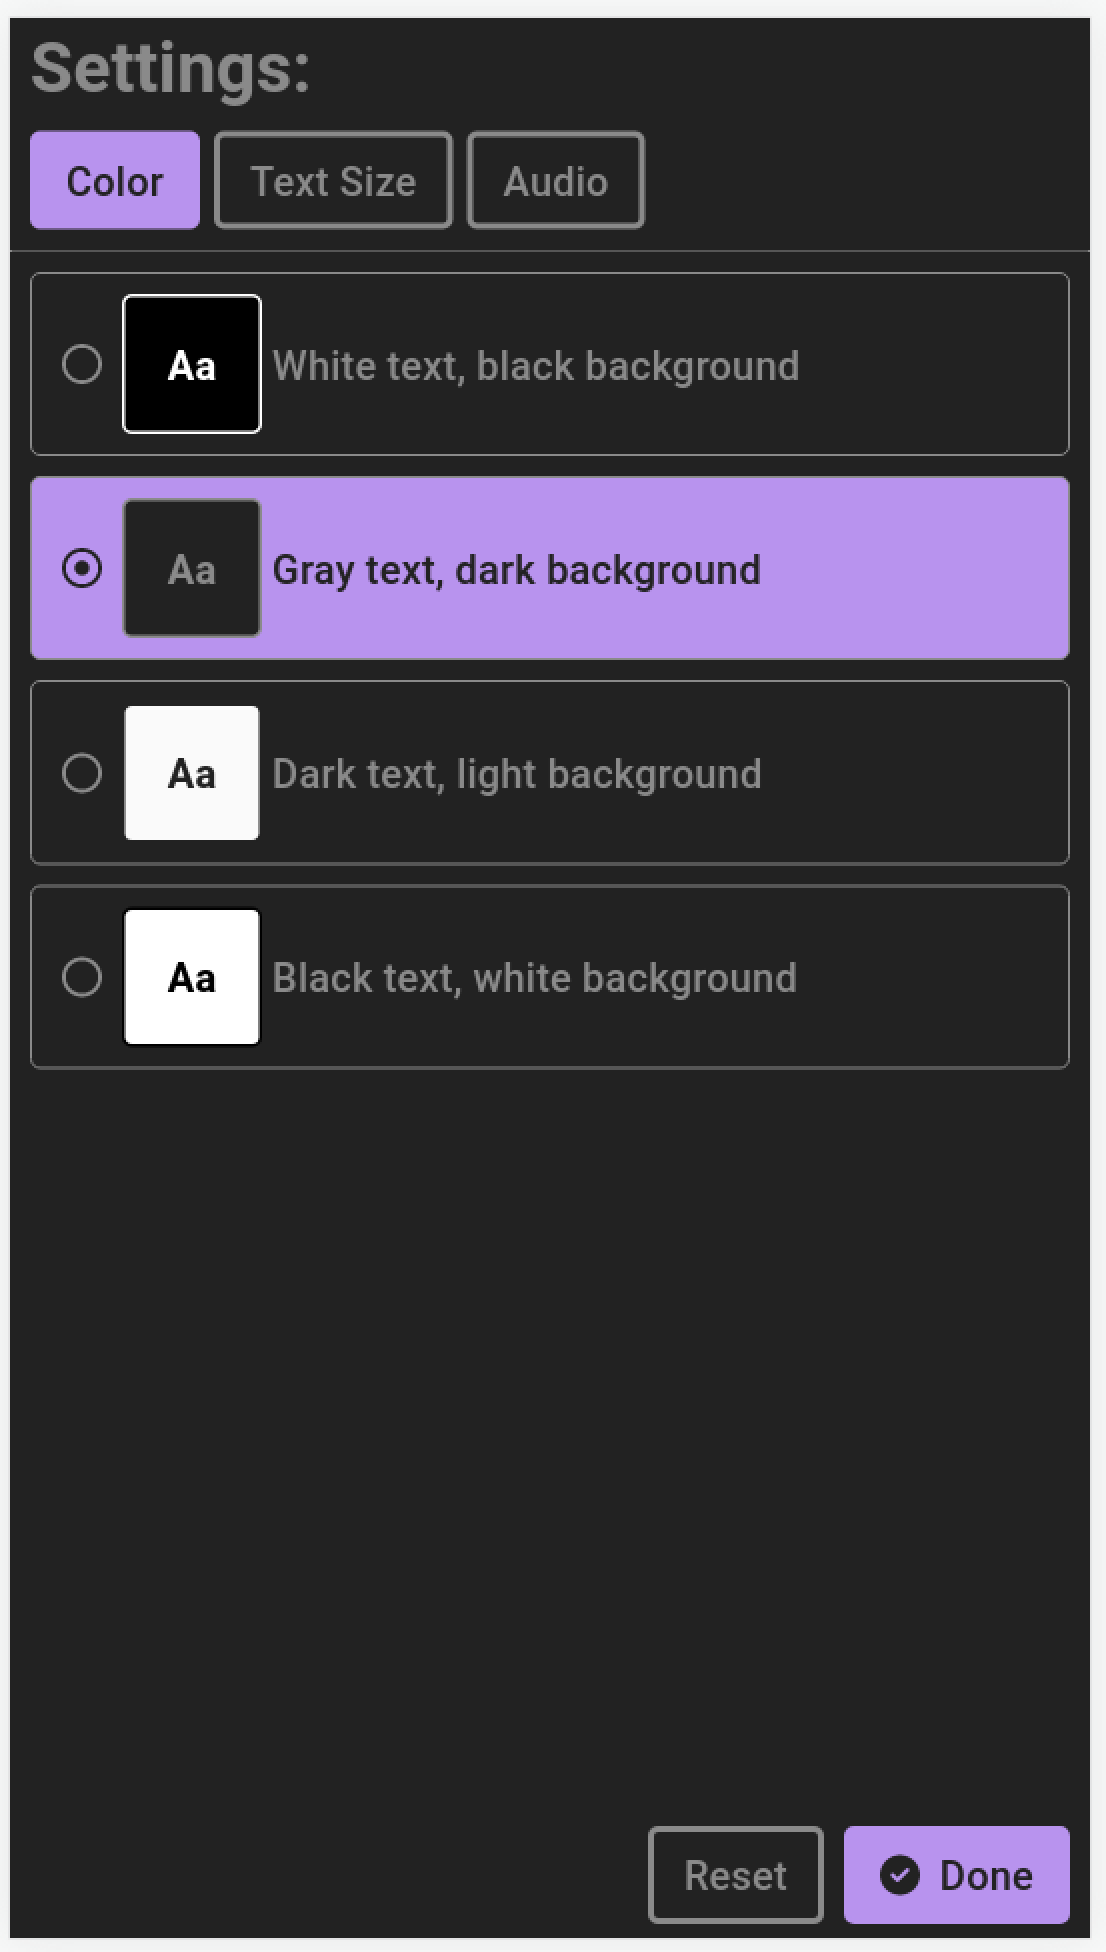 Settings:
Color Text Size Audio
Aa White text, black background
Aa Gray text, dark background
Aa Dark text, light background
Aa Black text, white background
Reset Done